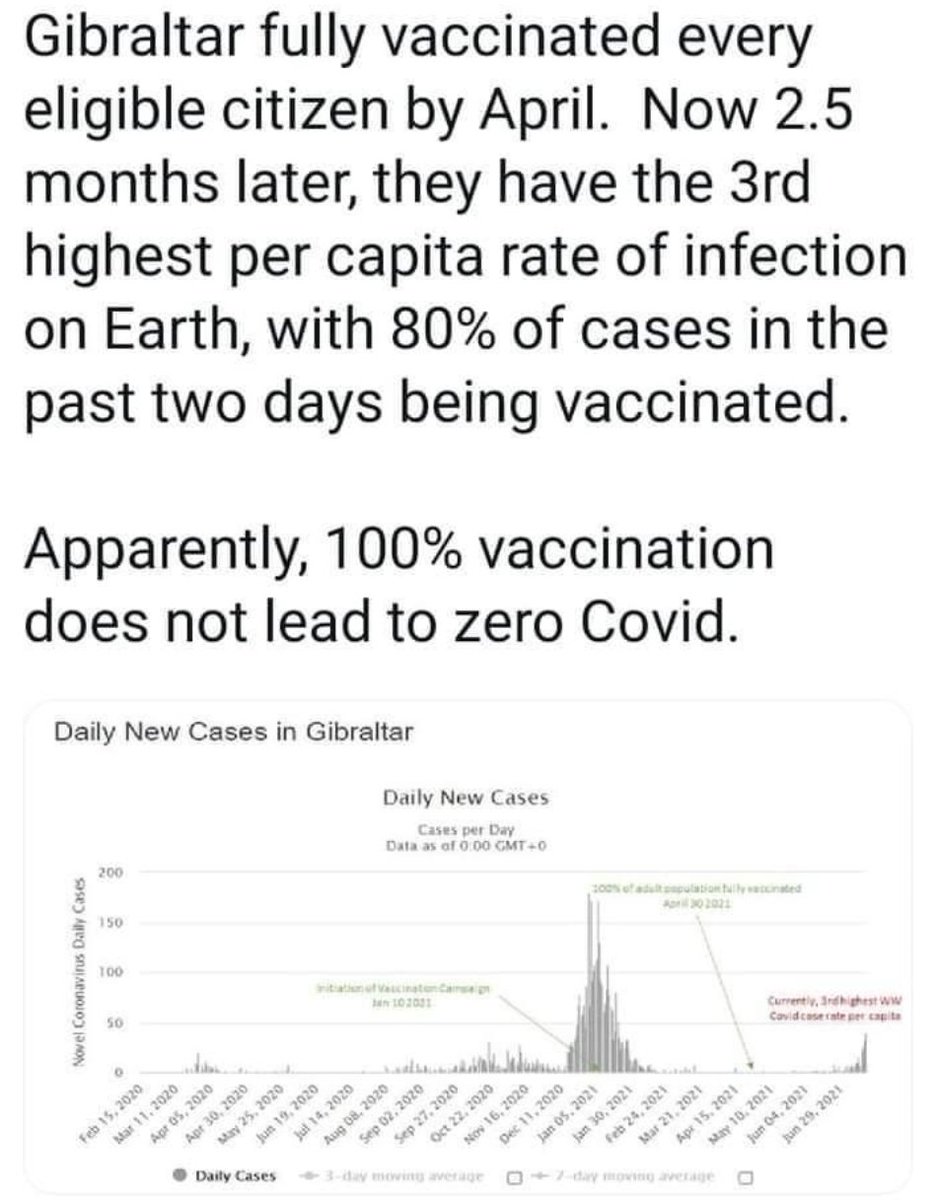 Gibraltar fully vaccinated every
eligible citizen by April. Now 2.5
months later, they have the 3rd
highest per capita rate of infection
on Earth, with 80% of cases in the
past two days being vaccinated.
Apparently, 100% vaccination
does not lead to zero Covid.
Daily New Cases in Gibraltar
Daily New Cases
Cases per Day
Data as of 0:00 GMT+0
Novel Coronavirus Daily Cases
200
150
100
50
0
100% of adult population fully vaccinated
April 30 2021
Initiation of Vaccination Campaign
Jan 10 2021
Currently, 3rd highest WW
Covid case rate per capita
Feb 15, 2020
Mar 11, 2020
Apr 05, 2020
Apr 30, 2020
May 25, 2020
Jun 19, 2020
Jul 14, 2020
Aug 08, 2020
Sep 02, 2020
Sep 27, 2020
Oct 22, 2020
Nov 16, 2020
Dec 11, 2020
Jan 05, 2021
Jan 30, 2021
Feb 24, 2021
Mar 21, 2021
Apr 15, 2021
May 10, 2021
Jun 04, 2021
Jun 29, 2021
Daily Cases
3-day moving average
7-day moving average